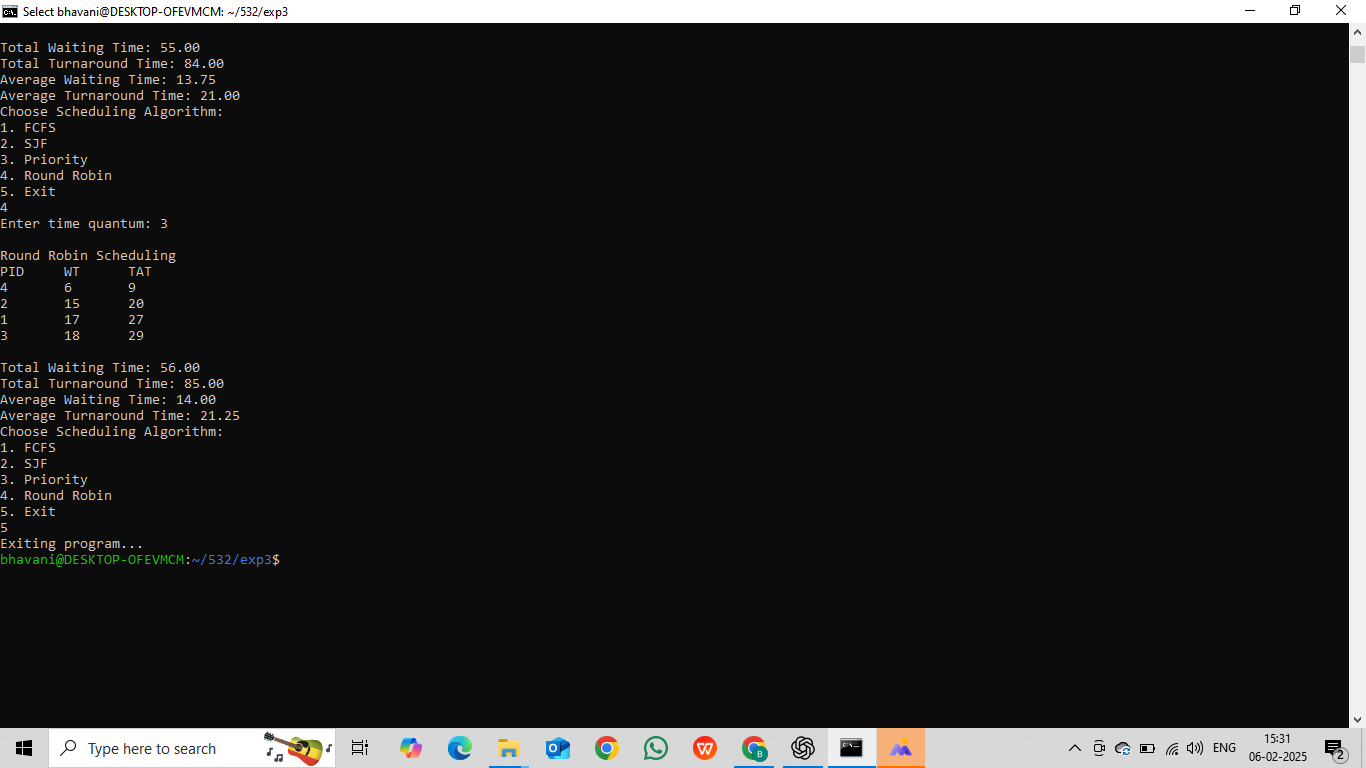 Select bhavani@DESKTOP-OFEVMCM: ~/532/exp3
Total Waiting Time: 55.00
Total Turnaround Time: 84.00
Average Waiting Time: 13.75
Average Turnaround Time: 21.00
Choose Scheduling Algorithm:
1. FCFS
2. SJF
3. Priority
4. Round Robin
5. Exit
4
Enter time quantum: 3
Round Robin Scheduling
PID WT TAT
4 6 9
2 15 20
1 17 27
3 18 29
Total Waiting Time: 56.00
Total Turnaround Time: 85.00
Average Waiting Time: 14.00
Average Turnaround Time: 21.25
Choose Scheduling Algorithm:
1. FCFS
2. SJF
3. Priority
4. Round Robin
5. Exit
5
Exiting program...
bhavani@DESKTOP-OFEVMCM:~/532/exp3$
Type here to search
ENG
15:31
06-02-2025
2